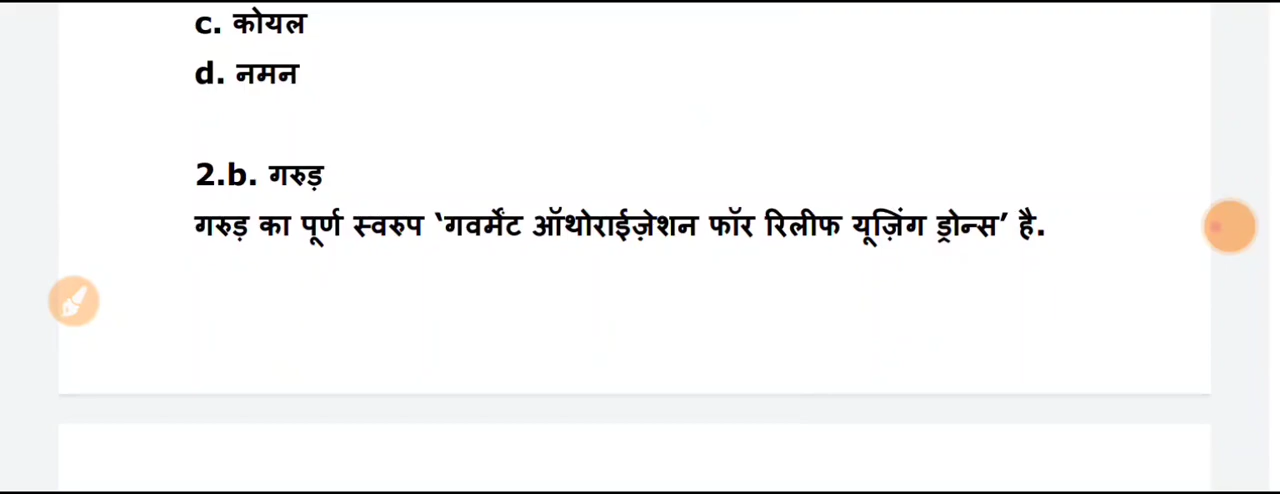 c. कोयल
d. नमन
2.b. गरुड़
गरुड़ का पूर्ण स्वरुप ‘गवर्मेंट ऑथोराईज़ेशन फॉर रिलीफ यूज़िंग ड्रोन्स’ है.